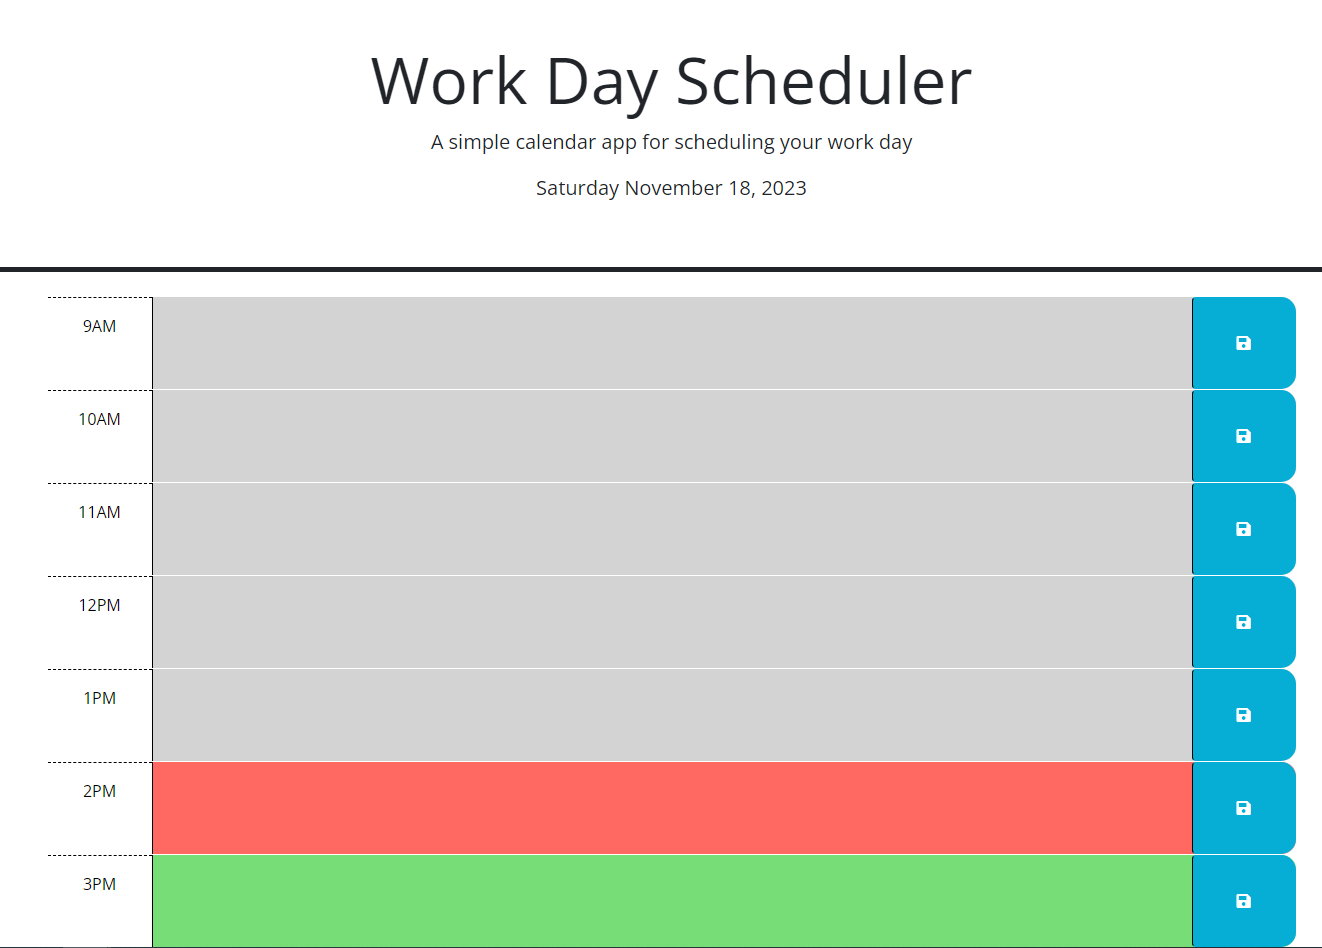 Work Day Scheduler
A simple calendar app for scheduling your work day
Saturday November 18, 2023
9AM
10AM
11AM
12PM
1PM
2PM
3PM